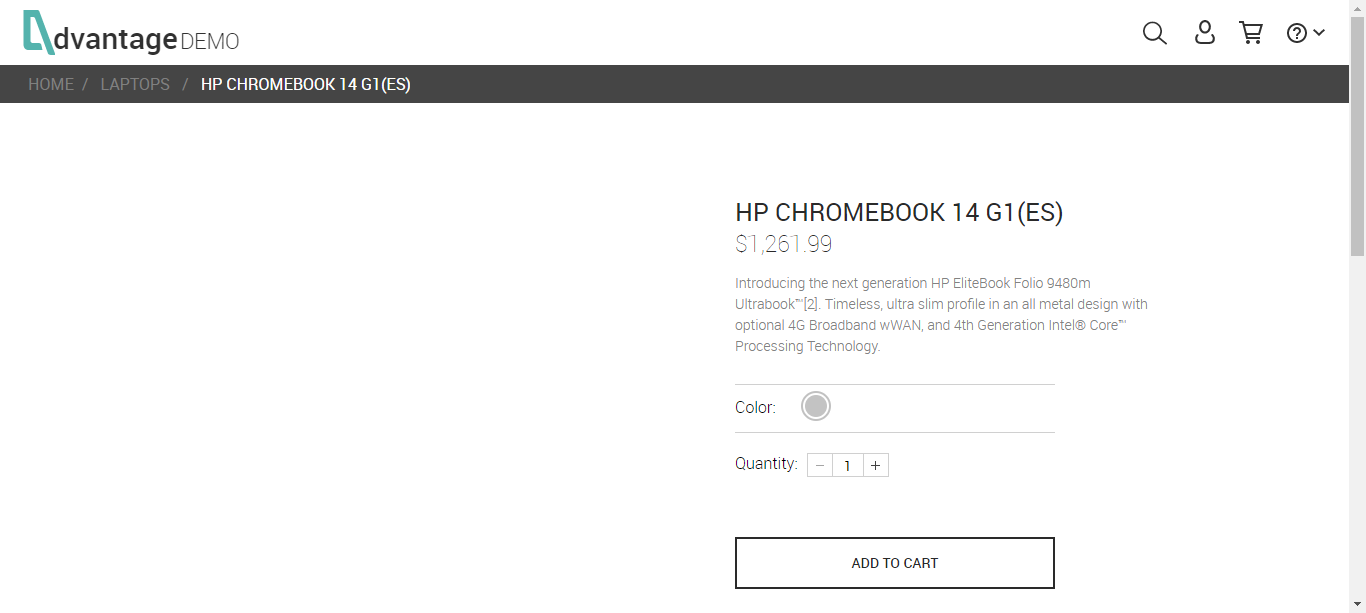 dvantage DEMO
HOME / LAPTOPS / HP CHROMEBOOK 14 G1(ES)
HP CHROMEBOOK 14 G1(ES)
$1,261.99
Introducing the next generation HP EliteBook Folio 9480m
Ultrabook™[2]. Timeless, ultra slim profile in an all metal design with
optional 4G Broadband wWAN, and 4th Generation Intel® Core™
Processing Technology.
Color:
Quantity: − 1 +
ADD TO CART